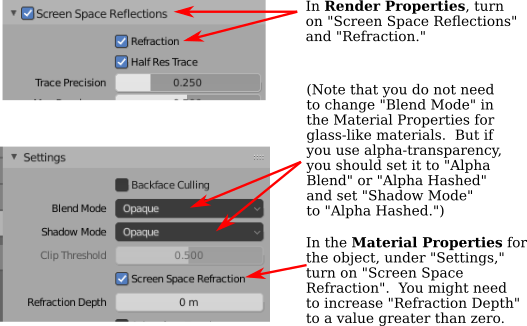 Screen Space Reflections
Refraction
Half Res Trace
Trace Precision 0.250
In Render Properties, turn
on "Screen Space Reflections"
and "Refraction."
(Note that you do not need
to change "Blend Mode" in
the Material Properties for
glass-like materials.  But if
you use alpha-transparency,
you should set it to "Alpha
Blend" or "Alpha Hashed"
and set "Shadow Mode"
to "Alpha Hashed.")
Settings
Backface Culling
Blend Mode Opaque
Shadow Mode Opaque
Clip Threshold 0.500
Screen Space Refraction
Refraction Depth 0 m
In the Material Properties for
the object, under "Settings,"
turn on "Screen Space
Refraction".  You might need
to increase "Refraction Depth"
to a value greater than zero.